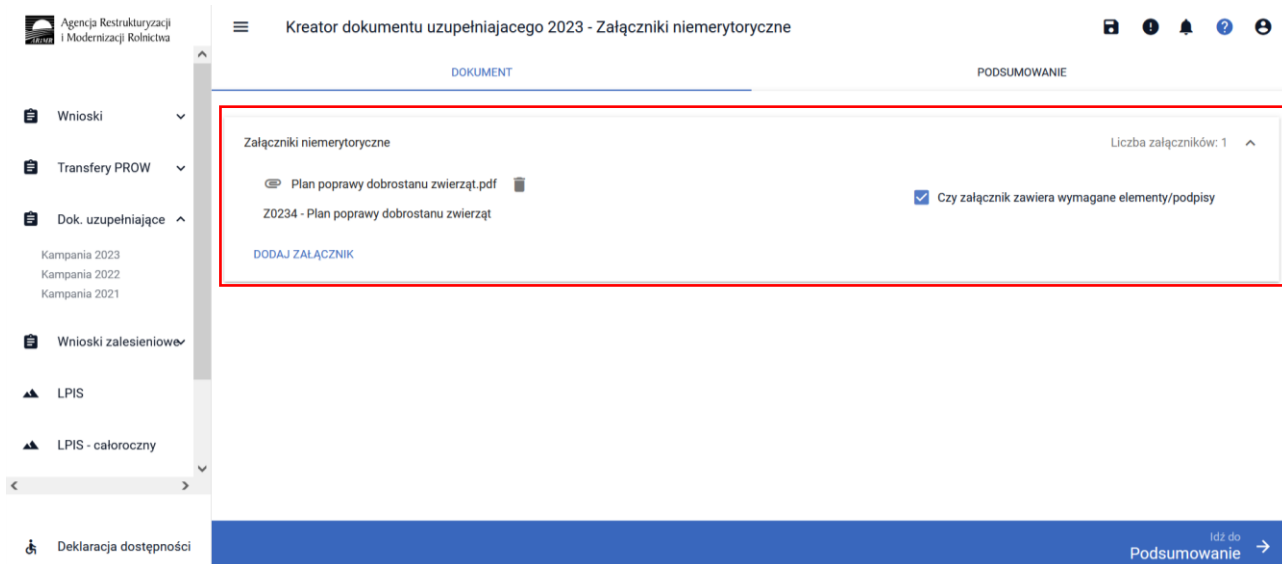 Agencja Restrukturyzacji
i Modernizacji Rolnictwa
ARiMR
Kreator dokumentu uzupełniajacego 2023 - Załączniki niemerytoryczne
DOKUMENT
PODSUMOWANIE
Wnioski
Transfery PROW
Dok. uzupełniające
Kampania 2023
Kampania 2022
Kampania 2021
Wnioski zalesieniowe
LPIS
LPIS - całoroczny
Deklaracja dostępności
Załączniki niemerytoryczne
Liczba załączników: 1
Plan poprawy dobrostanu zwierząt.pdf
Z0234 - Plan poprawy dobrostanu zwierząt
Czy załącznik zawiera wymagane elementy/podpisy
DODAJ ZAŁĄCZNIK
Idź do
Podsumowanie